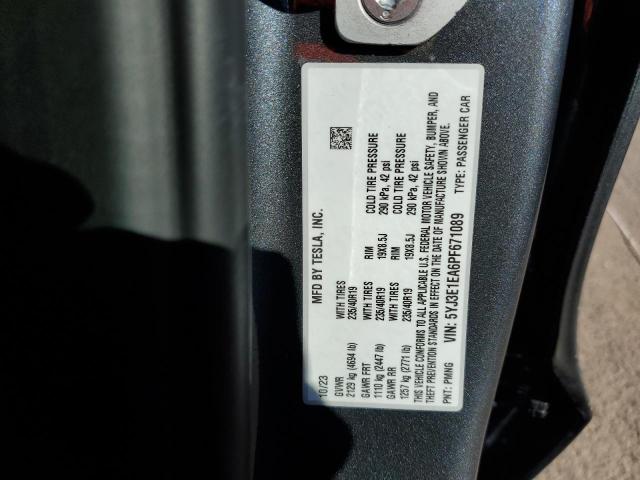 10/23 MFD BY TESLA, INC.
GVWR WITH TIRES
2129 kg (4694 lb) 235/40R19
GAWR FRT WITH TIRES RIM COLD TIRE PRESSURE
1110 kg (2447 lb) 235/40R19 19X8.5J 290 kPa, 42 psi
GAWR RR WITH TIRES RIM COLD TIRE PRESSURE
1257 kg (2771 lb) 235/40R19 19X8.5J 290 kPa, 42 psi
THIS VEHICLE CONFORMS TO ALL APPLICABLE U.S. FEDERAL MOTOR VEHICLE SAFETY, BUMPER, AND
THEFT PREVENTION STANDARDS IN EFFECT ON THE DATE OF MANUFACTURE SHOWN ABOVE.
PNT: PMNG VIN: 5YJ3E1EA6PF671089 TYPE: PASSENGER CAR